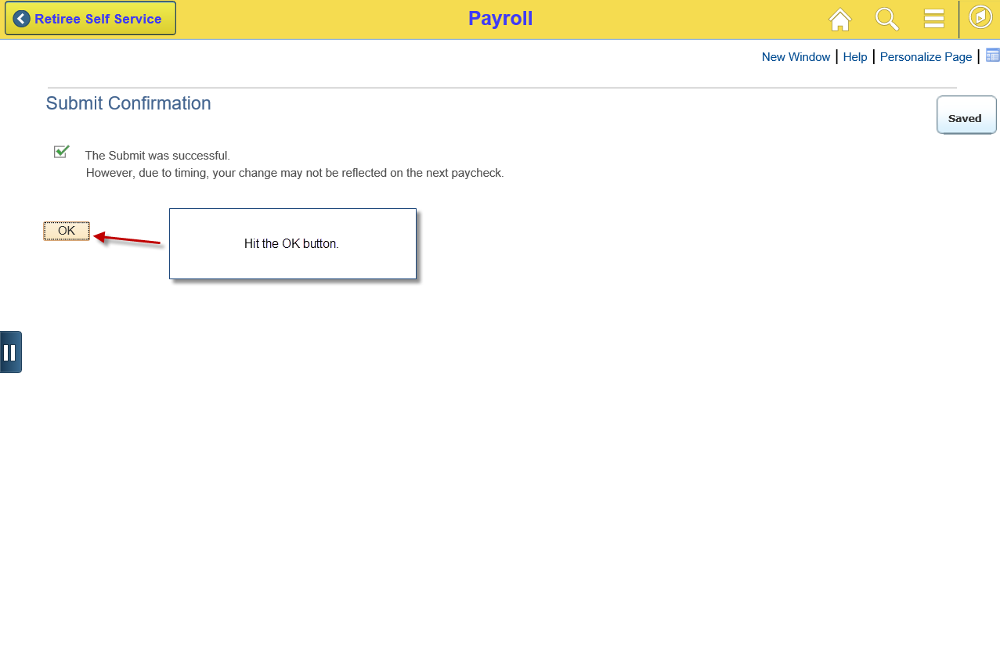 Retiree Self Service
Payroll
New Window | Help | Personalize Page |
Submit Confirmation
Saved
The Submit was successful.
However, due to timing, your change may not be reflected on the next paycheck.
OK
Hit the OK button.